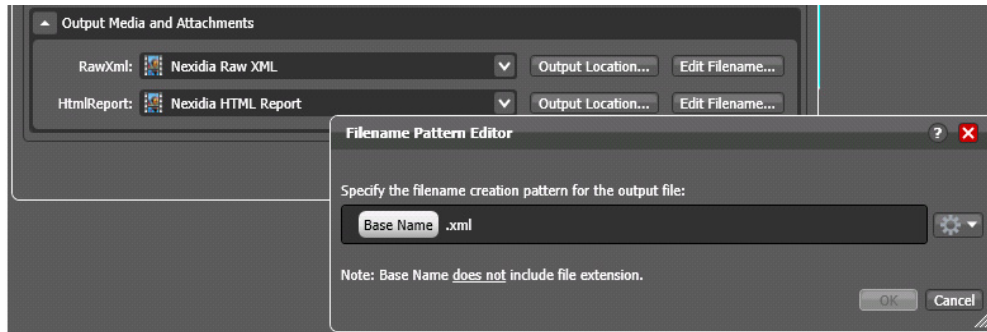 Output Media and Attachments
RawXml: Nexidia Raw XML Output Location... Edit Filename...
HtmlReport: Nexidia HTML Report Output Location... Edit Filename...
Filename Pattern Editor ?
Specify the filename creation pattern for the output file:
Base Name .xml
Note: Base Name does not include file extension.
OK Cancel